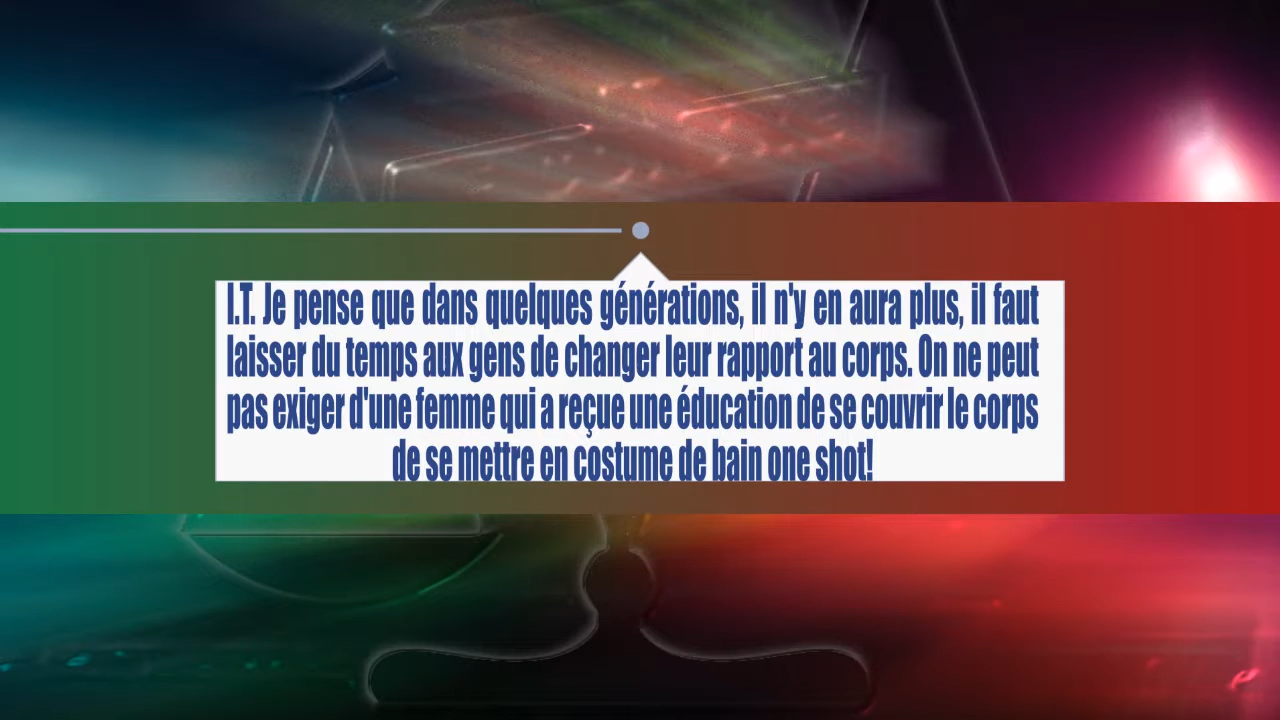 I.T. Je pense que dans quelques générations, il n'y en aura plus, il faut
laisser du temps aux gens de changer leur rapport au corps. On ne peut
pas exiger d'une femme qui a reçue une éducation de se couvrir le corps
de se mettre en costume de bain one shot!